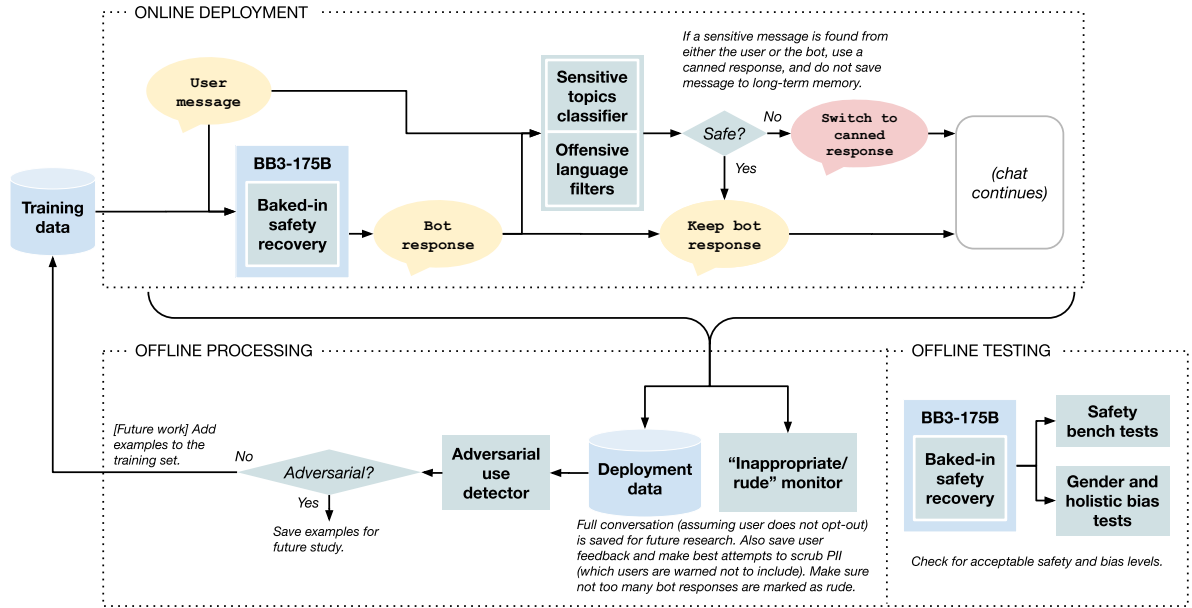 ONLINE DEPLOYMENT
If a sensitive message is found from
either the user or the bot, use a
canned response, and do not save
message to long-term memory.
User
message
Sensitive
topics
classifier
Offensive
language
filters
Safe?
No
Yes
Switch to
canned
response
(chat
continues)
Training
data
BB3-175B
Baked-in
safety
recovery
Bot
response
Keep bot
response
OFFLINE PROCESSING
[Future work] Add
examples to the
training set.
No
Adversarial?
Yes
Save examples for
future study.
Adversarial
use
detector
Deployment
data
"Inappropriate/
rude" monitor
Full conversation (assuming user does not opt-out)
is saved for future research. Also save user
feedback and make best attempts to scrub PII
(which users are warned not to include). Make sure
not too many bot responses are marked as rude.
OFFLINE TESTING
BB3-175B
Baked-in
safety
recovery
Safety
bench tests
Gender and
holistic bias
tests
Check for acceptable safety and bias levels.